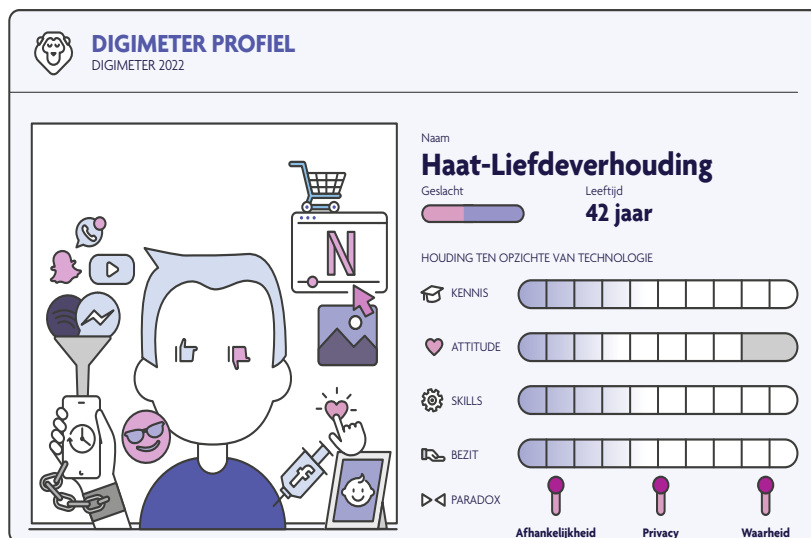 DIGIMETER PROFIEL
DIGIMETER 2022
Naam
Haat-Liefdeverhouding
Geslacht
Leeftijd
42 jaar
HOUDING TEN OPZICHTE VAN TECHNOLOGIE
KENNIS
ATTITUDE
SKILLS
BEZIT
PARADOX
Afhankelijkheid
Privacy
Waarheid
N
f